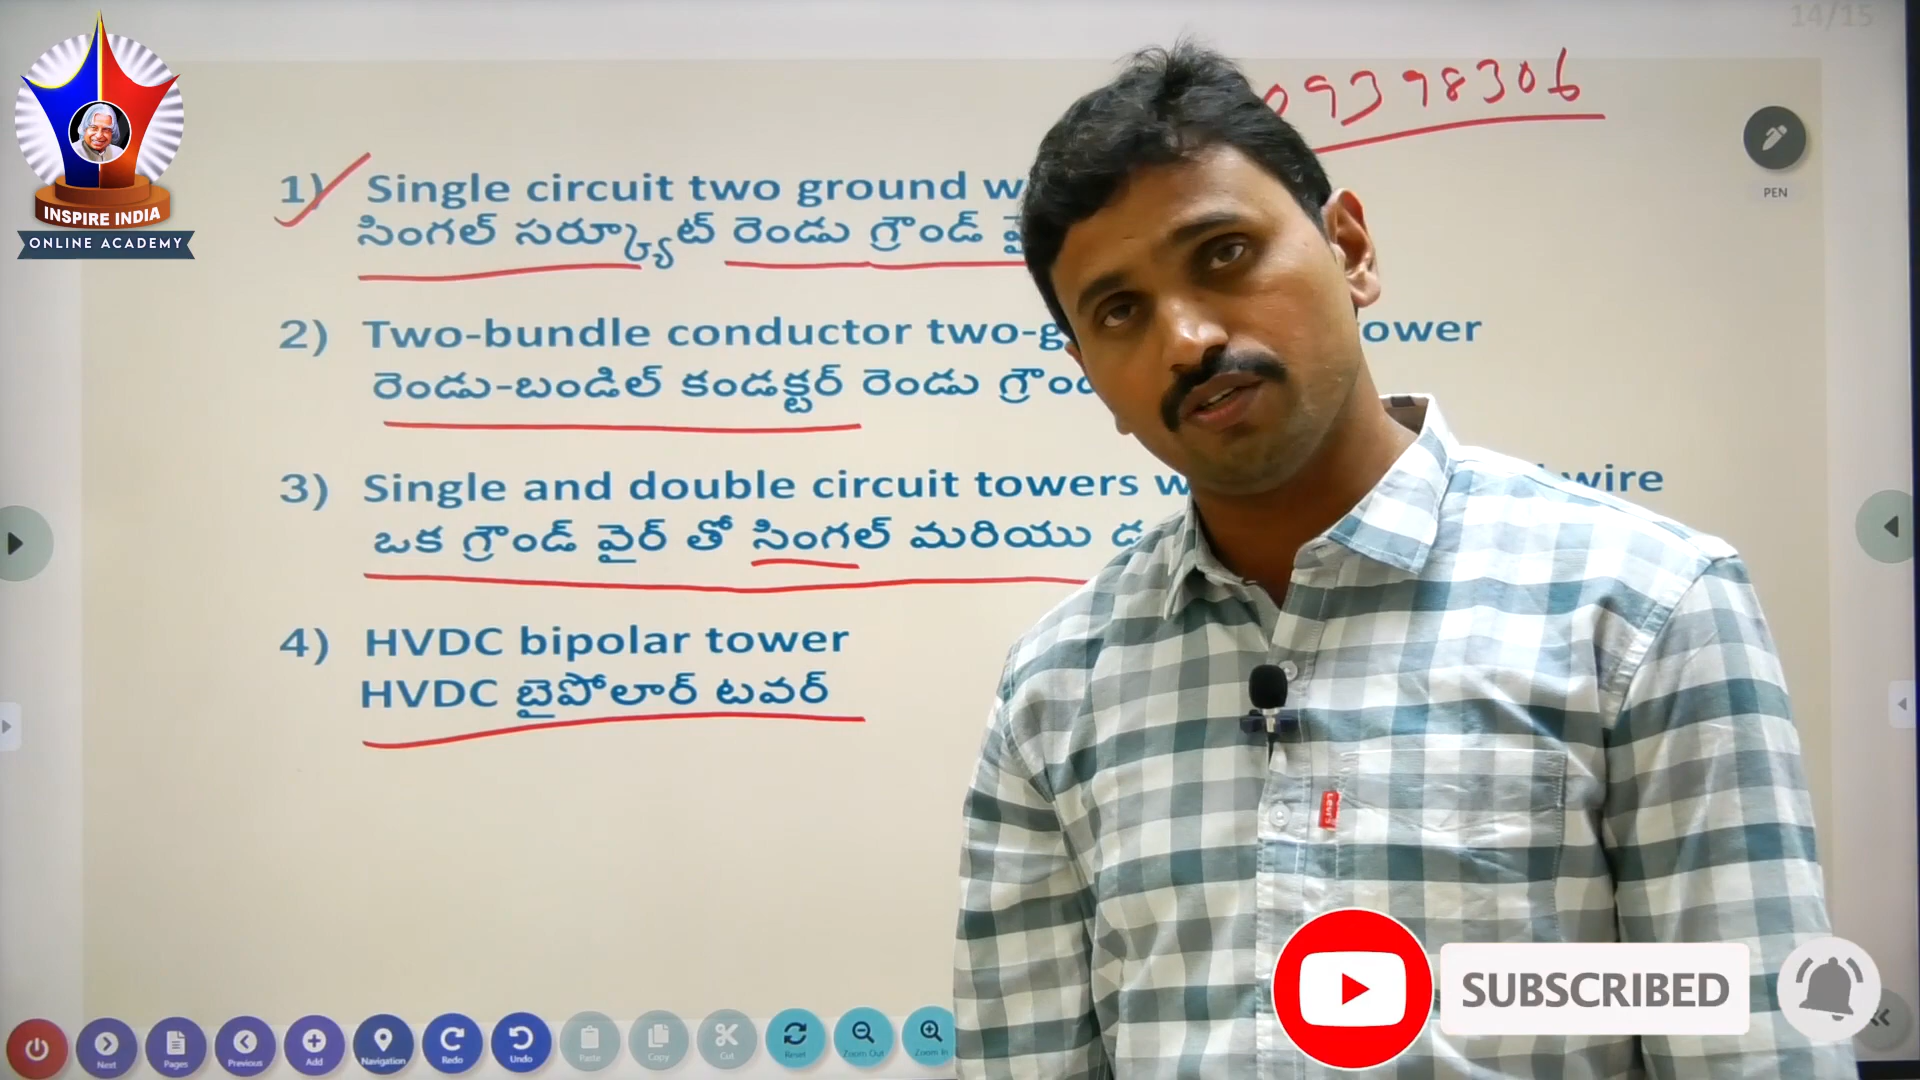 14/15
09398306
PEN
INSPIRE INDIA
ONLINE ACADEMY
1) Single circuit two ground
సింగల్ సర్క్యూట్ రెండు గ్రౌండ్
2) Two-bundle conductor
రెండు-బండిల్ కండక్టర్ రెండు
3) Single and double circuit towers wire
ఒక గ్రౌండ్ వైర్ తో సింగల్ మరియు
4) HVDC bipolar tower
HVDC బైపోలార్ టవర్
Levi's
SUBSCRIBED
Next Pages Previous Add Navigation Redo Undo Paste Copy Cut Reset Zoom Out Zoom In